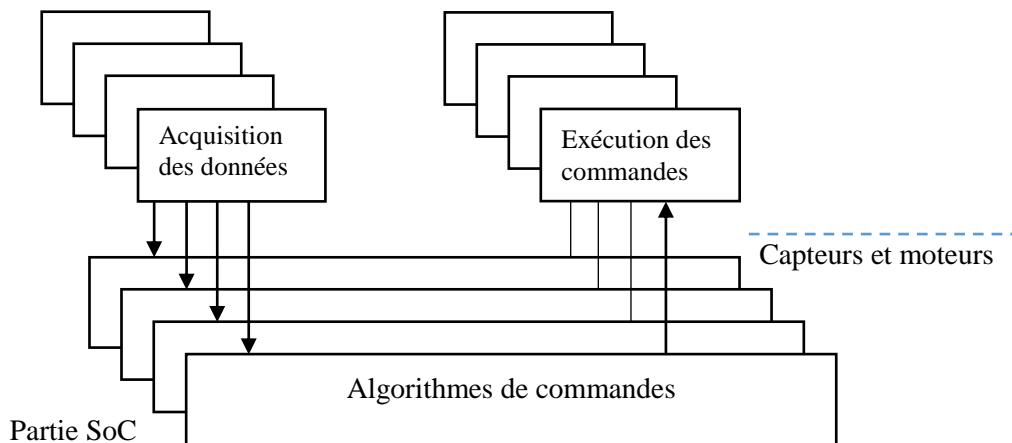 Acquisition
des données
Exécution des
commandes
Capteurs et moteurs
Algorithmes de commandes
Partie SoC